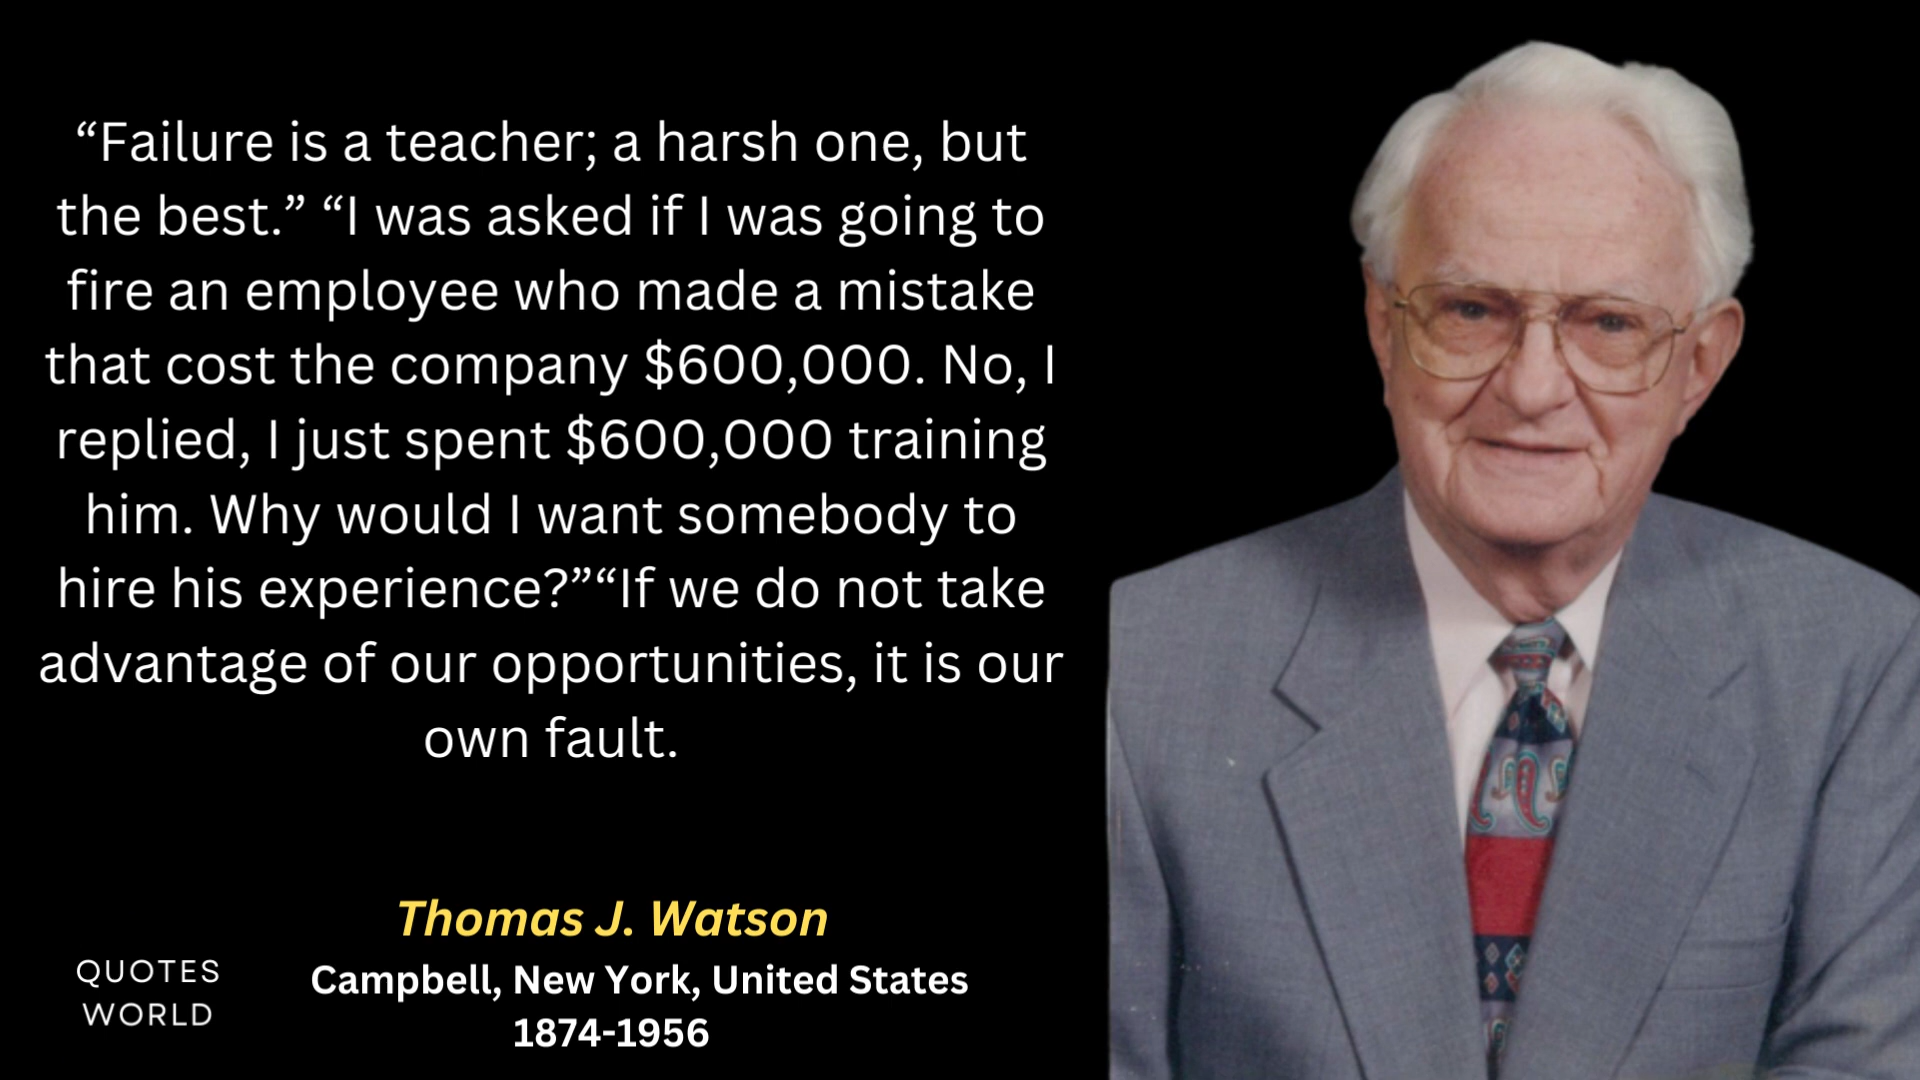 “Failure is a teacher; a harsh one, but
the best.” “I was asked if I was going to
fire an employee who made a mistake
that cost the company $600,000. No, I
replied, I just spent $600,000 training
him. Why would I want somebody to
hire his experience?”“If we do not take
advantage of our opportunities, it is our
own fault.
Thomas J. Watson
Campbell, New York, United States
1874-1956
QUOTES
WORLD